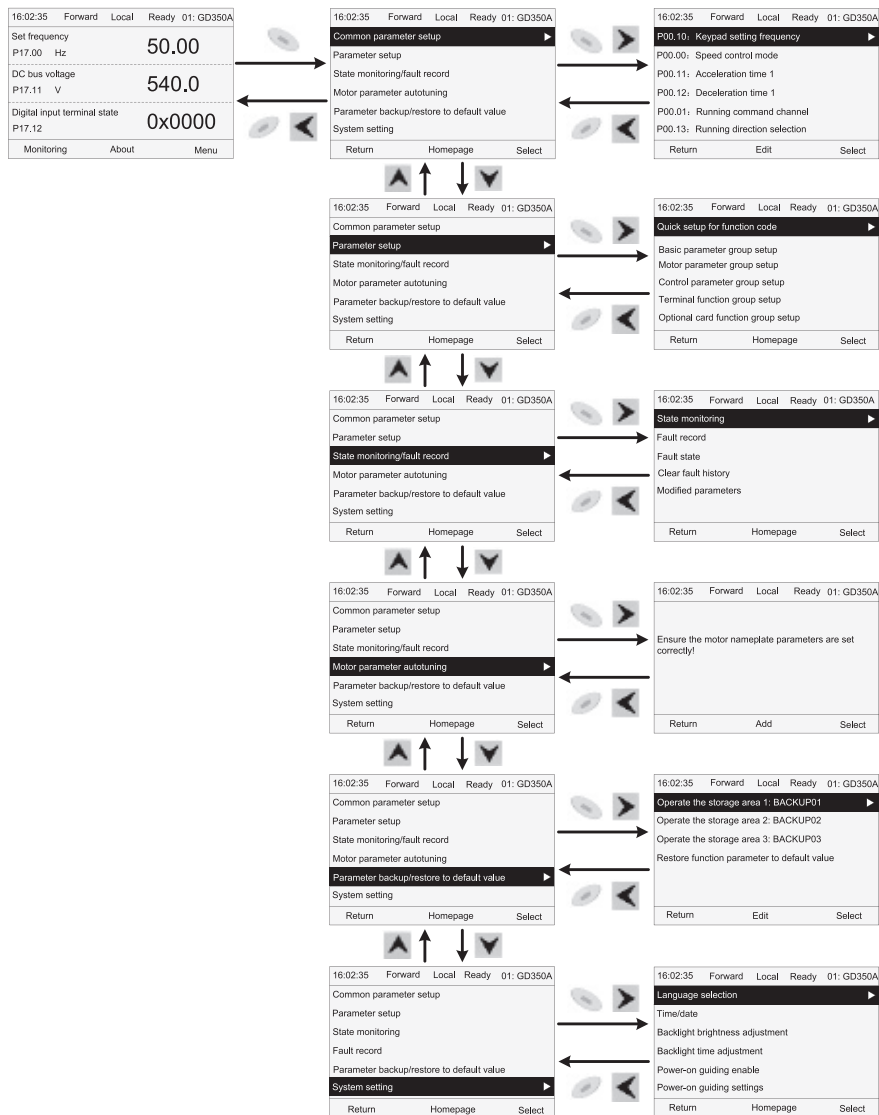 16:02:35 Forward Local Ready 01: GD350A
Set frequency
P17.00 Hz
50.00
DC bus voltage
P17.11 V
540.0
Digital input terminal state
P17.12
0x0000
Monitoring About Menu
16:02:35 Forward Local Ready 01: GD350A
Common parameter setup
Parameter setup
State monitoring/fault record
Motor parameter autotuning
Parameter backup/restore to default value
System setting
Return Homepage Select
16:02:35 Forward Local Ready 01: GD350A
P00.10: Keypad setting frequency
P00.00: Speed control mode
P00.11: Acceleration time 1
P00.12: Deceleration time 1
P00.01: Running command channel
P00.13: Running direction selection
Return Edit Select
16:02:35 Forward Local Ready 01: GD350A
Common parameter setup
Parameter setup
State monitoring/fault record
Motor parameter autotuning
Parameter backup/restore to default value
System setting
Return Homepage Select
16:02:35 Forward Local Ready 01: GD350A
Quick setup for function code
Basic parameter group setup
Motor parameter group setup
Control parameter group setup
Terminal function group setup
Optional card function group setup
Return Homepage Select
16:02:35 Forward Local Ready 01: GD350A
Common parameter setup
Parameter setup
State monitoring/fault record
Motor parameter autotuning
Parameter backup/restore to default value
System setting
Return Homepage Select
16:02:35 Forward Local Ready 01: GD350A
State monitoring
Fault record
Fault state
Clear fault history
Modified parameters
Return Homepage Select
16:02:35 Forward Local Ready 01: GD350A
Common parameter setup
Parameter setup
State monitoring/fault record
Motor parameter autotuning
Parameter backup/restore to default value
System setting
Return Homepage Select
16:02:35 Forward Local Ready 01: GD350A
Ensure the motor nameplate parameters are set
correctly!
Return Add Select
16:02:35 Forward Local Ready 01: GD350A
Common parameter setup
Parameter setup
State monitoring/fault record
Motor parameter autotuning
Parameter backup/restore to default value
System setting
Return Homepage Select
16:02:35 Forward Local Ready 01: GD350A
Operate the storage area 1: BACKUP01
Operate the storage area 2: BACKUP02
Operate the storage area 3: BACKUP03
Restore function parameter to default value
Return Edit Select
16:02:35 Forward Local Ready 01: GD350A
Common parameter setup
Parameter setup
State monitoring
Fault record
Parameter backup/restore to default value
System setting
Return Homepage Select
16:02:35 Forward Local Ready 01: GD350A
Language selection
Time/date
Backlight brightness adjustment
Backlight time adjustment
Power-on guiding enable
Power-on guiding settings
Return Homepage Select